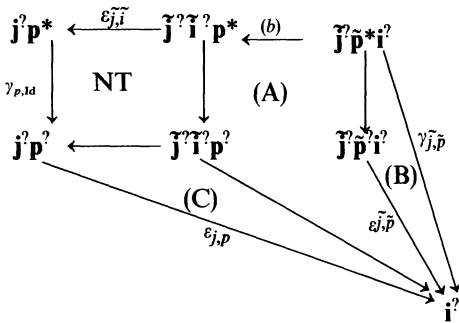 j^?p* ε_{j̃,ĩ} j̃^?ĩ^?p* (b) j̃^?p̃*i^?
γ_{p,Id} NT (A) γ_{j̃,p̃}
j^?p^? j̃^?ĩ^?p^? j̃^?p̃^?i^?
(C) (B)
ε_{j,p} ε_{j̃,p̃}
i^?